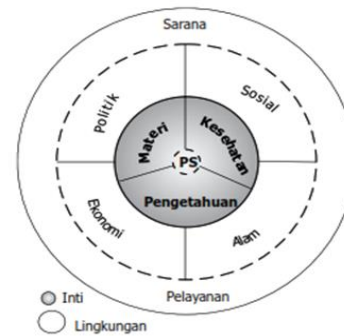 Sarana
Politik
Sosial
Materi
Kesehatan
PS
Pengetahuan
Ekonomi
Alam
Pelayanan
Inti
Lingkungan